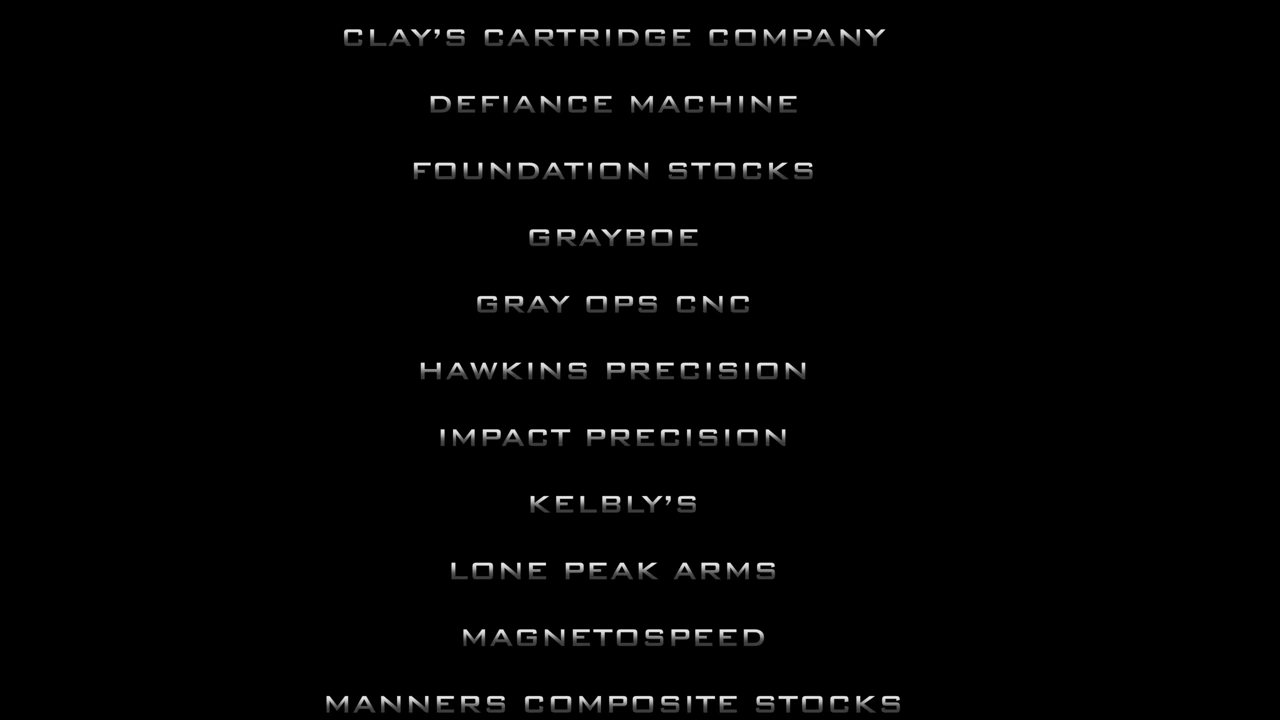 CLAY’S CARTRIDGE COMPANY
DEFIANCE MACHINE
FOUNDATION STOCKS
GRAYBOE
GRAY OPS CNC
HAWKINS PRECISION
IMPACT PRECISION
KELBLY’S
LONE PEAK ARMS
MAGNETOSPEED
MANNERS COMPOSITE STOCKS